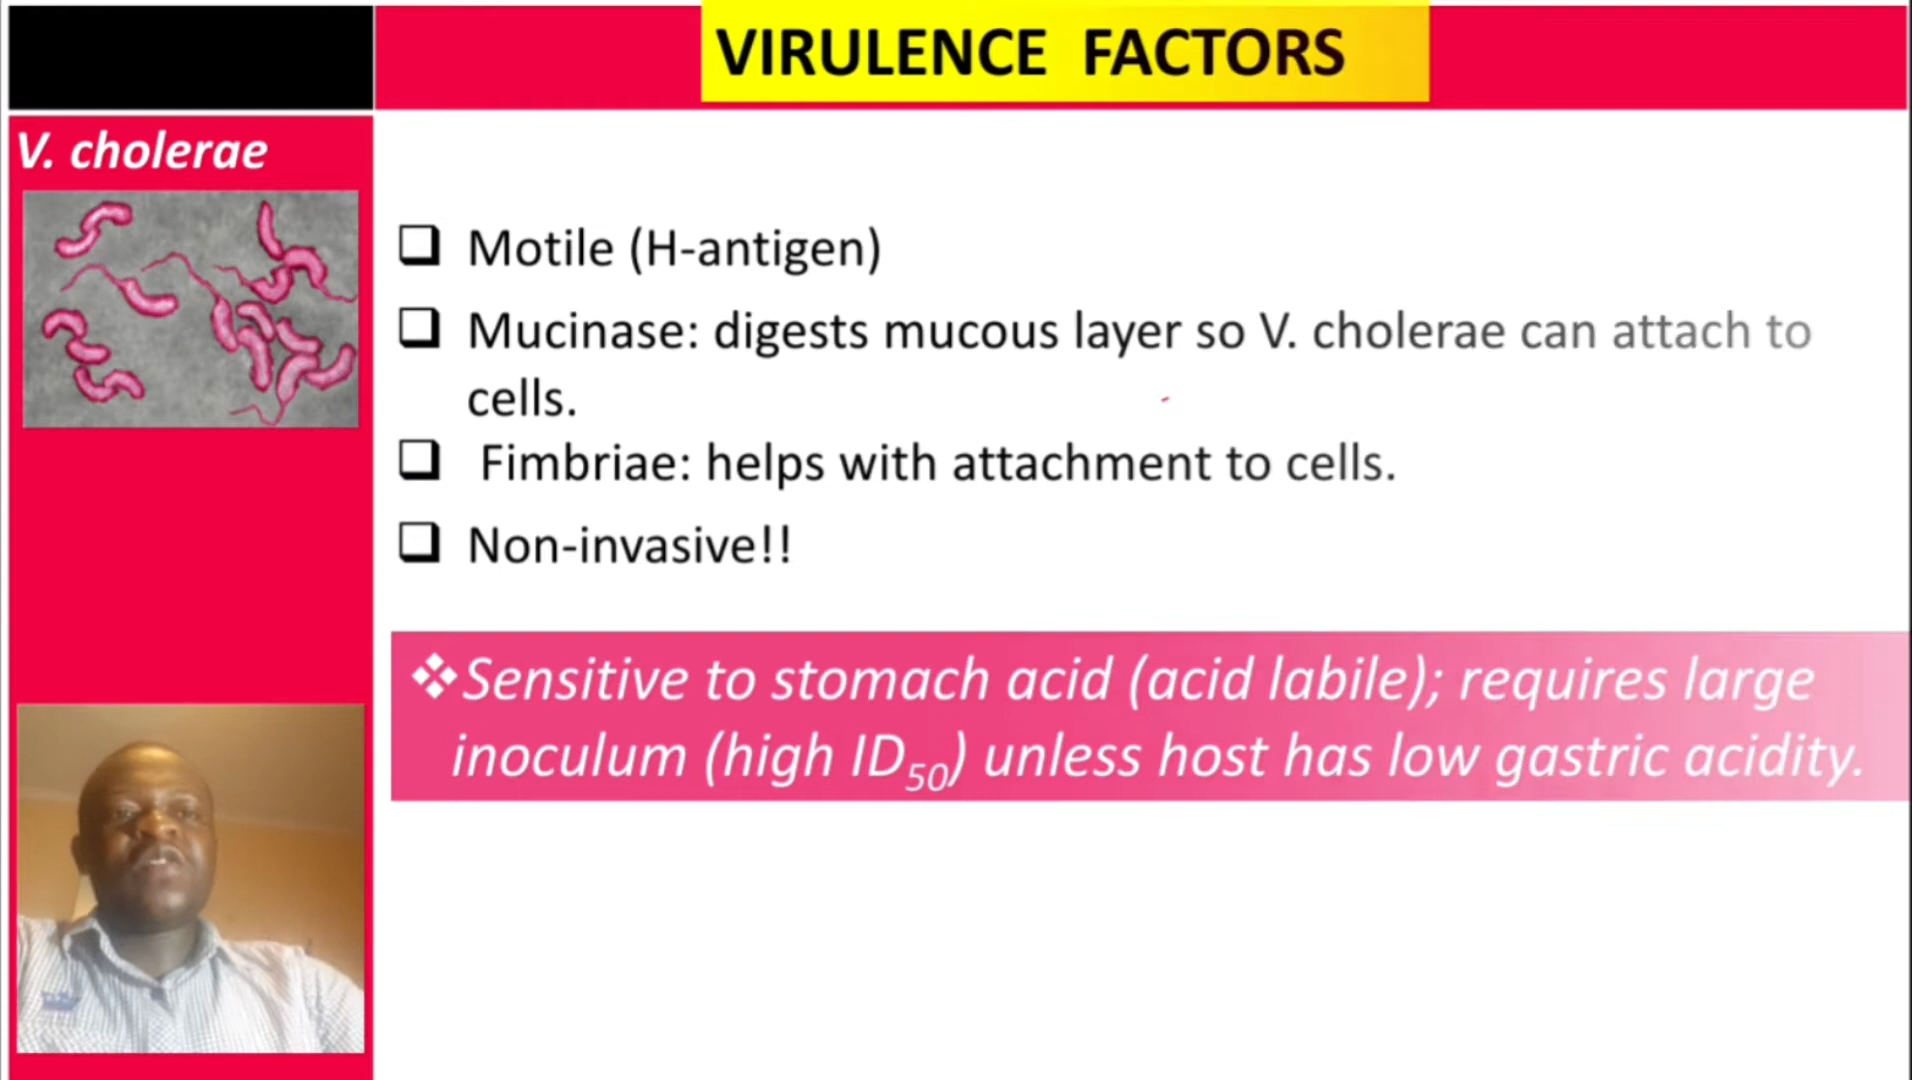 VIRULENCE FACTORS
V. cholerae
❑ Motile (H-antigen)
❑ Mucinase: digests mucous layer so V. cholerae can attach to
cells.
❑ Fimbriae: helps with attachment to cells.
❑ Non-invasive!!
❖Sensitive to stomach acid (acid labile); requires large
inoculum (high ID₅₀) unless host has low gastric acidity.